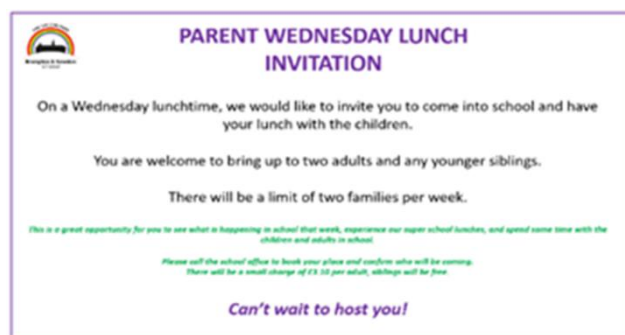 PARENT WEDNESDAY LUNCH
INVITATION
On a Wednesday lunchtime, we would like to invite you to come into school and have
your lunch with the children.
You are welcome to bring up to two adults and any younger siblings.
There will be a limit of two families per week.
This is a great opportunity for you to see what is happening in school that week, experience our super school lunches, and spend some time with the
children and adults in school.
Please call the school office to book your place and confirm who will be coming.
There will be a small charge of per adult, siblings will be free.
Can't wait to host you!